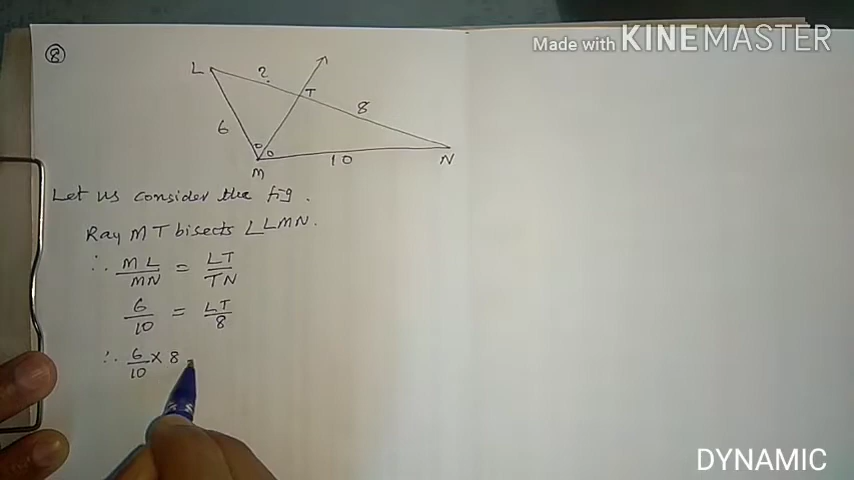 Made with KINEMASTER
8
L ? T 8
6
M 10 N
Let us consider the fig.
Ray MT bisects ∠LMN.
∴ ML/MN = LT/TN
6/10 = LT/8
∴ 6/10 × 8
DYNAMIC